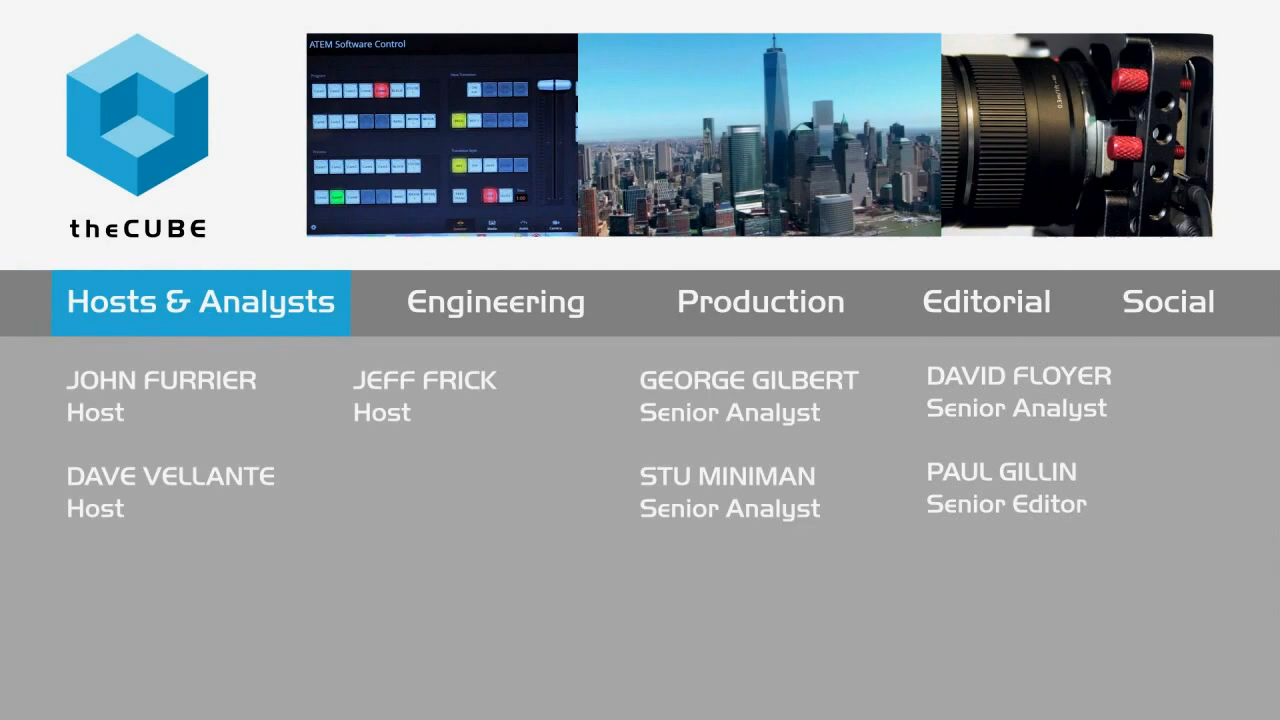 ATEM Software Control
theCUBE
Hosts & Analysts
Engineering
Production
Editorial
Social
JOHN FURRIER
Host
JEFF FRICK
Host
GEORGE GILBERT
Senior Analyst
DAVID FLOYER
Senior Analyst
DAVE VELLANTE
Host
STU MINIMAN
Senior Analyst
PAUL GILLIN
Senior Editor